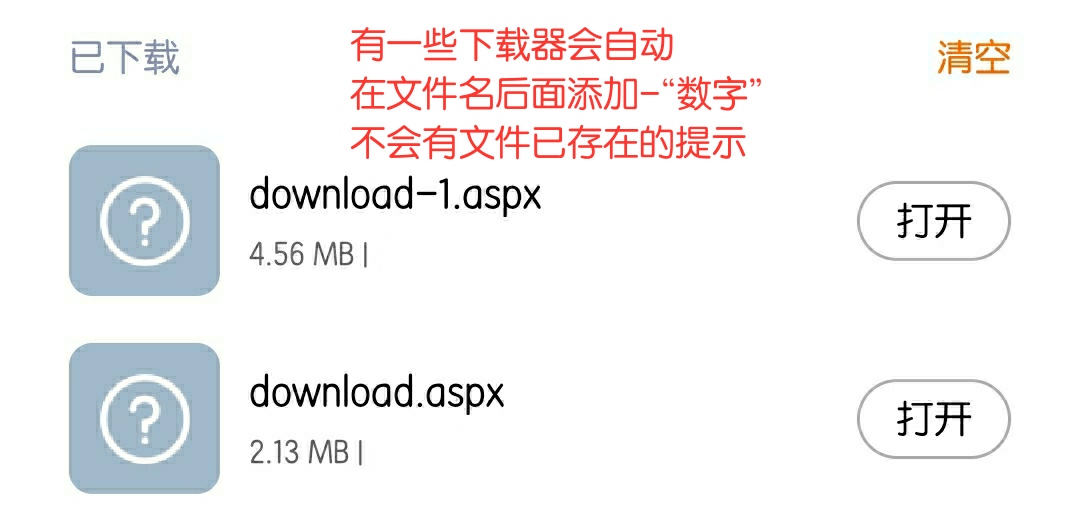 已下载
有一些下载器会自动
在文件名后面添加-“数字”
不会有文件已存在的提示
清空
download-1.aspx
4.56 MB |
打开
download.aspx
2.13 MB |
打开